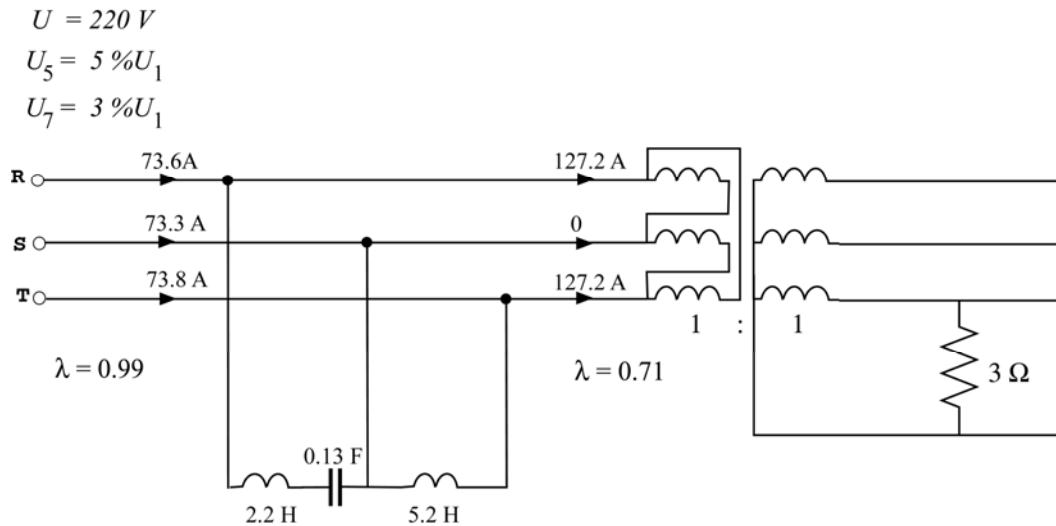 U = 220 V
U5 = 5 %U1
U7 = 3 %U1
73.6A
127.2 A
R
73.3 A
0
S
73.8 A
127.2 A
T
1 : 1
λ = 0.99
λ = 0.71
3 Ω
0.13 F
2.2 H
5.2 H